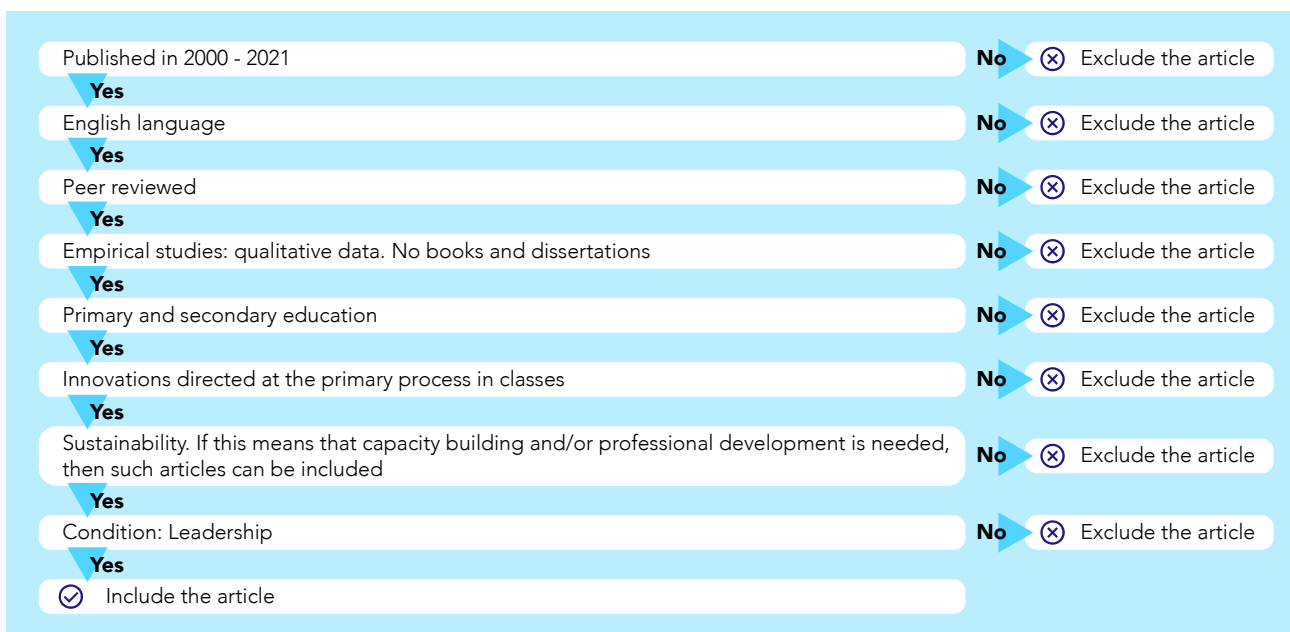 Published in 2000 - 2021
No
Exclude the article
Yes
English language
No
Exclude the article
Yes
Peer reviewed
No
Exclude the article
Yes
Empirical studies: qualitative data. No books and dissertations
No
Exclude the article
Yes
Primary and secondary education
No
Exclude the article
Yes
Innovations directed at the primary process in classes
No
Exclude the article
Yes
Sustainability. If this means that capacity building and/or professional development is needed,
then such articles can be included
No
Exclude the article
Yes
Condition: Leadership
No
Exclude the article
Yes
Include the article